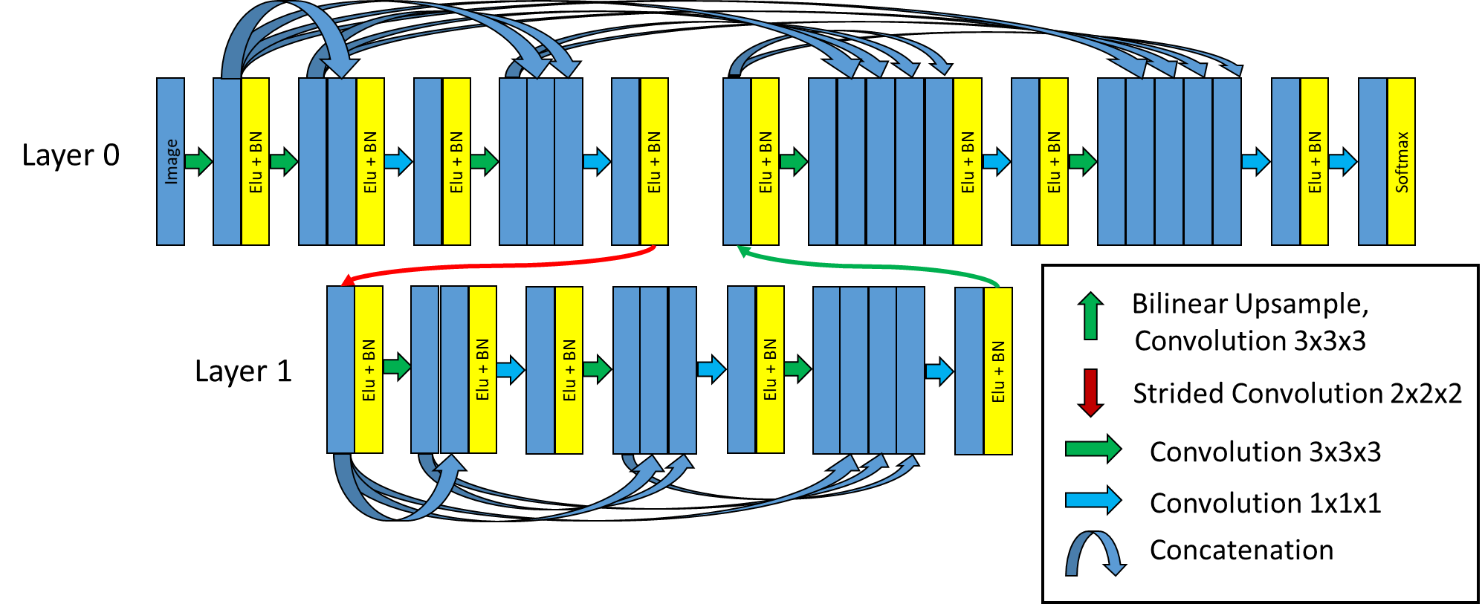 Layer 0
Image
Elu + BN
Elu + BN
Elu + BN
Elu + BN
Elu + BN
Elu + BN
Elu + BN
Elu + BN
Softmax
Layer 1
Elu + BN
Elu + BN
Elu + BN
Elu + BN
Elu + BN
Bilinear Upsample,
Convolution 3x3x3
Strided Convolution 2x2x2
Convolution 3x3x3
Convolution 1x1x1
Concatenation